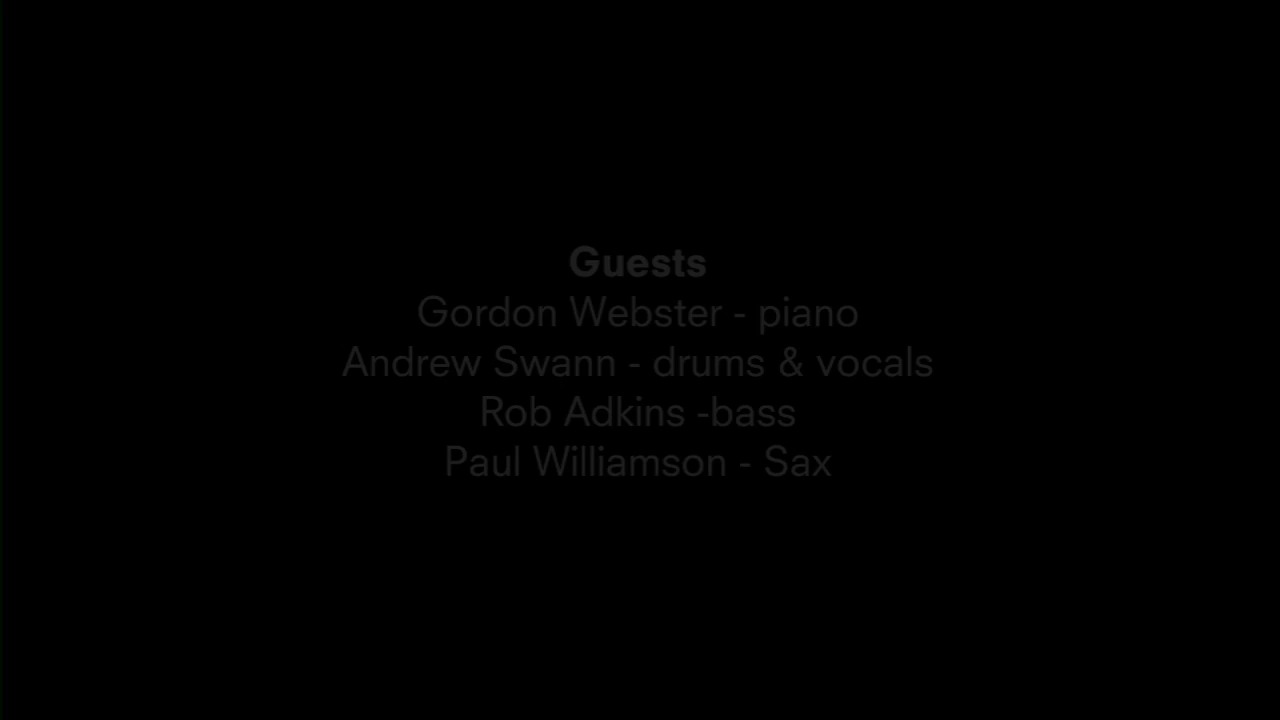 Guests
Gordon Webster - piano
Andrew Swann - drums & vocals
Rob Adkins -bass
Paul Williamson - Sax